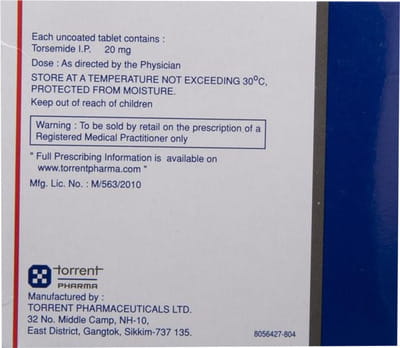 Each uncoated tablet contains :
Torsemide I.P. 20 mg
Dose : As directed by the Physician
STORE AT A TEMPERATURE NOT EXCEEDING 30°C,
PROTECTED FROM MOISTURE.
Keep out of reach of children
Warning : To be sold by retail on the prescription of a
Registered Medical Practitioner only
" Full Prescribing Information is available on
www.torrentpharma.com "
Mfg. Lic. No. : M/563/2010
torrent
PHARMA
Manufactured by :
TORRENT PHARMACEUTICALS LTD.
32 No. Middle Camp, NH-10,
East District, Gangtok, Sikkim-737 135.
8056427-804